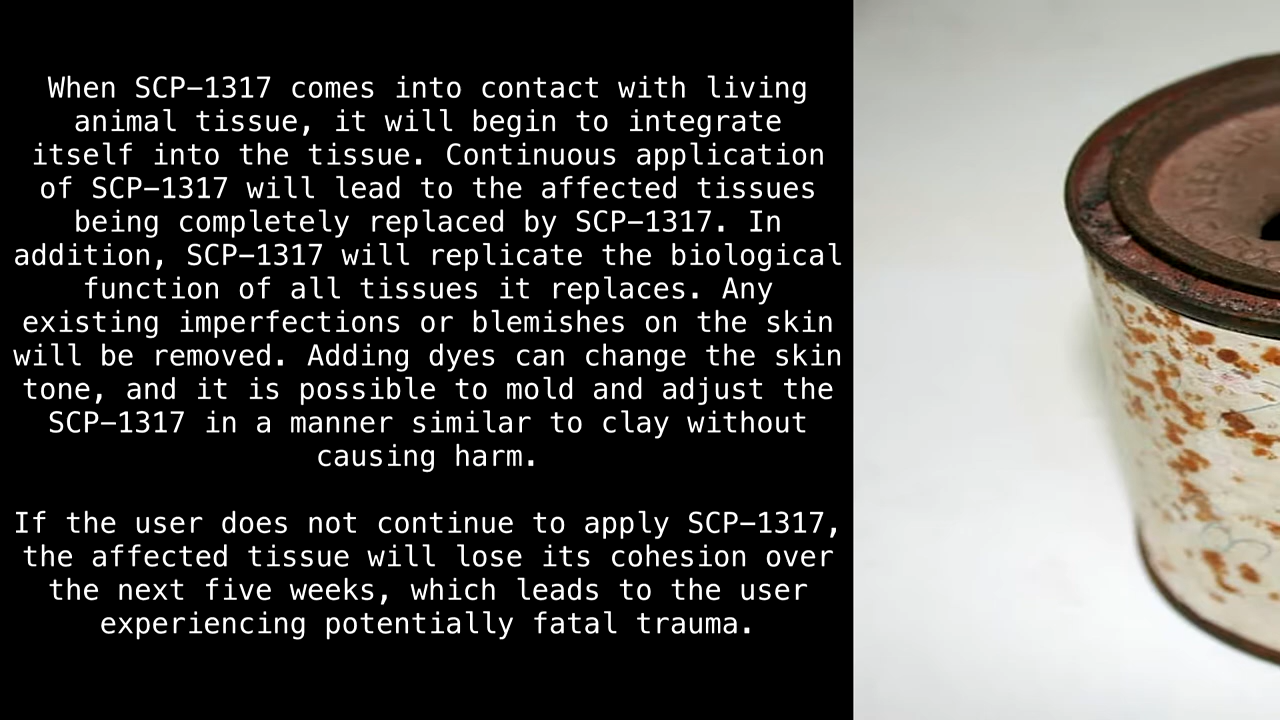 When SCP-1317 comes into contact with living
animal tissue, it will begin to integrate
itself into the tissue. Continuous application
of SCP-1317 will lead to the affected tissues
being completely replaced by SCP-1317. In
addition, SCP-1317 will replicate the biological
function of all tissues it replaces. Any
existing imperfections or blemishes on the skin
will be removed. Adding dyes can change the skin
tone, and it is possible to mold and adjust the
SCP-1317 in a manner similar to clay without
causing harm.
If the user does not continue to apply SCP-1317,
the affected tissue will lose its cohesion over
the next five weeks, which leads to the user
experiencing potentially fatal trauma.